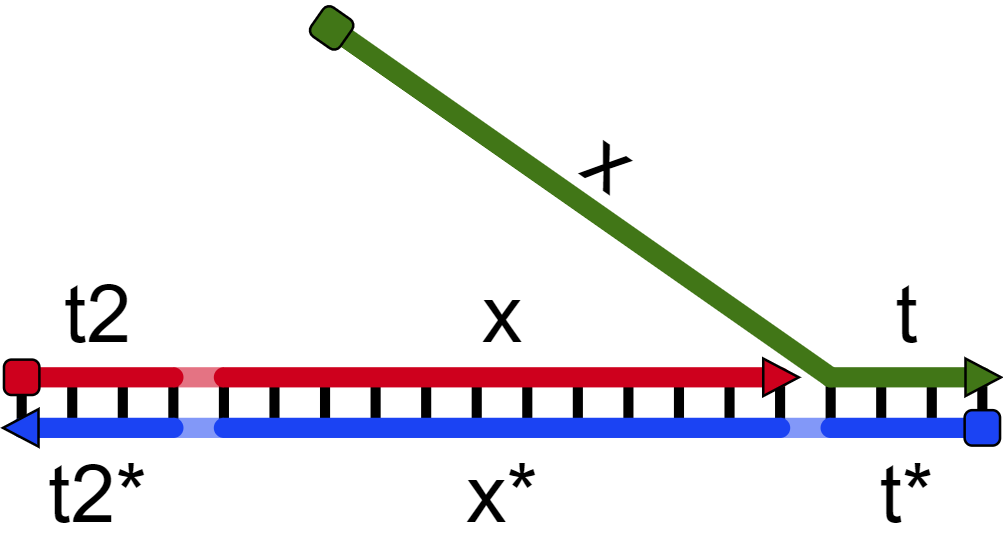 x
t2 x t
t2* x* t*